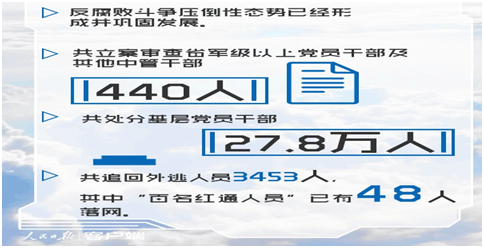 反腐败斗争压倒性态势已经形
成并巩固发展。
共立案审查省军级以上党员干部及
其他中管干部
440人
共处分基层党员干部
27.8万人
共追回外逃人员3453人,
其中“百名红通人员”已有48人
落网。
人民日报 客户端